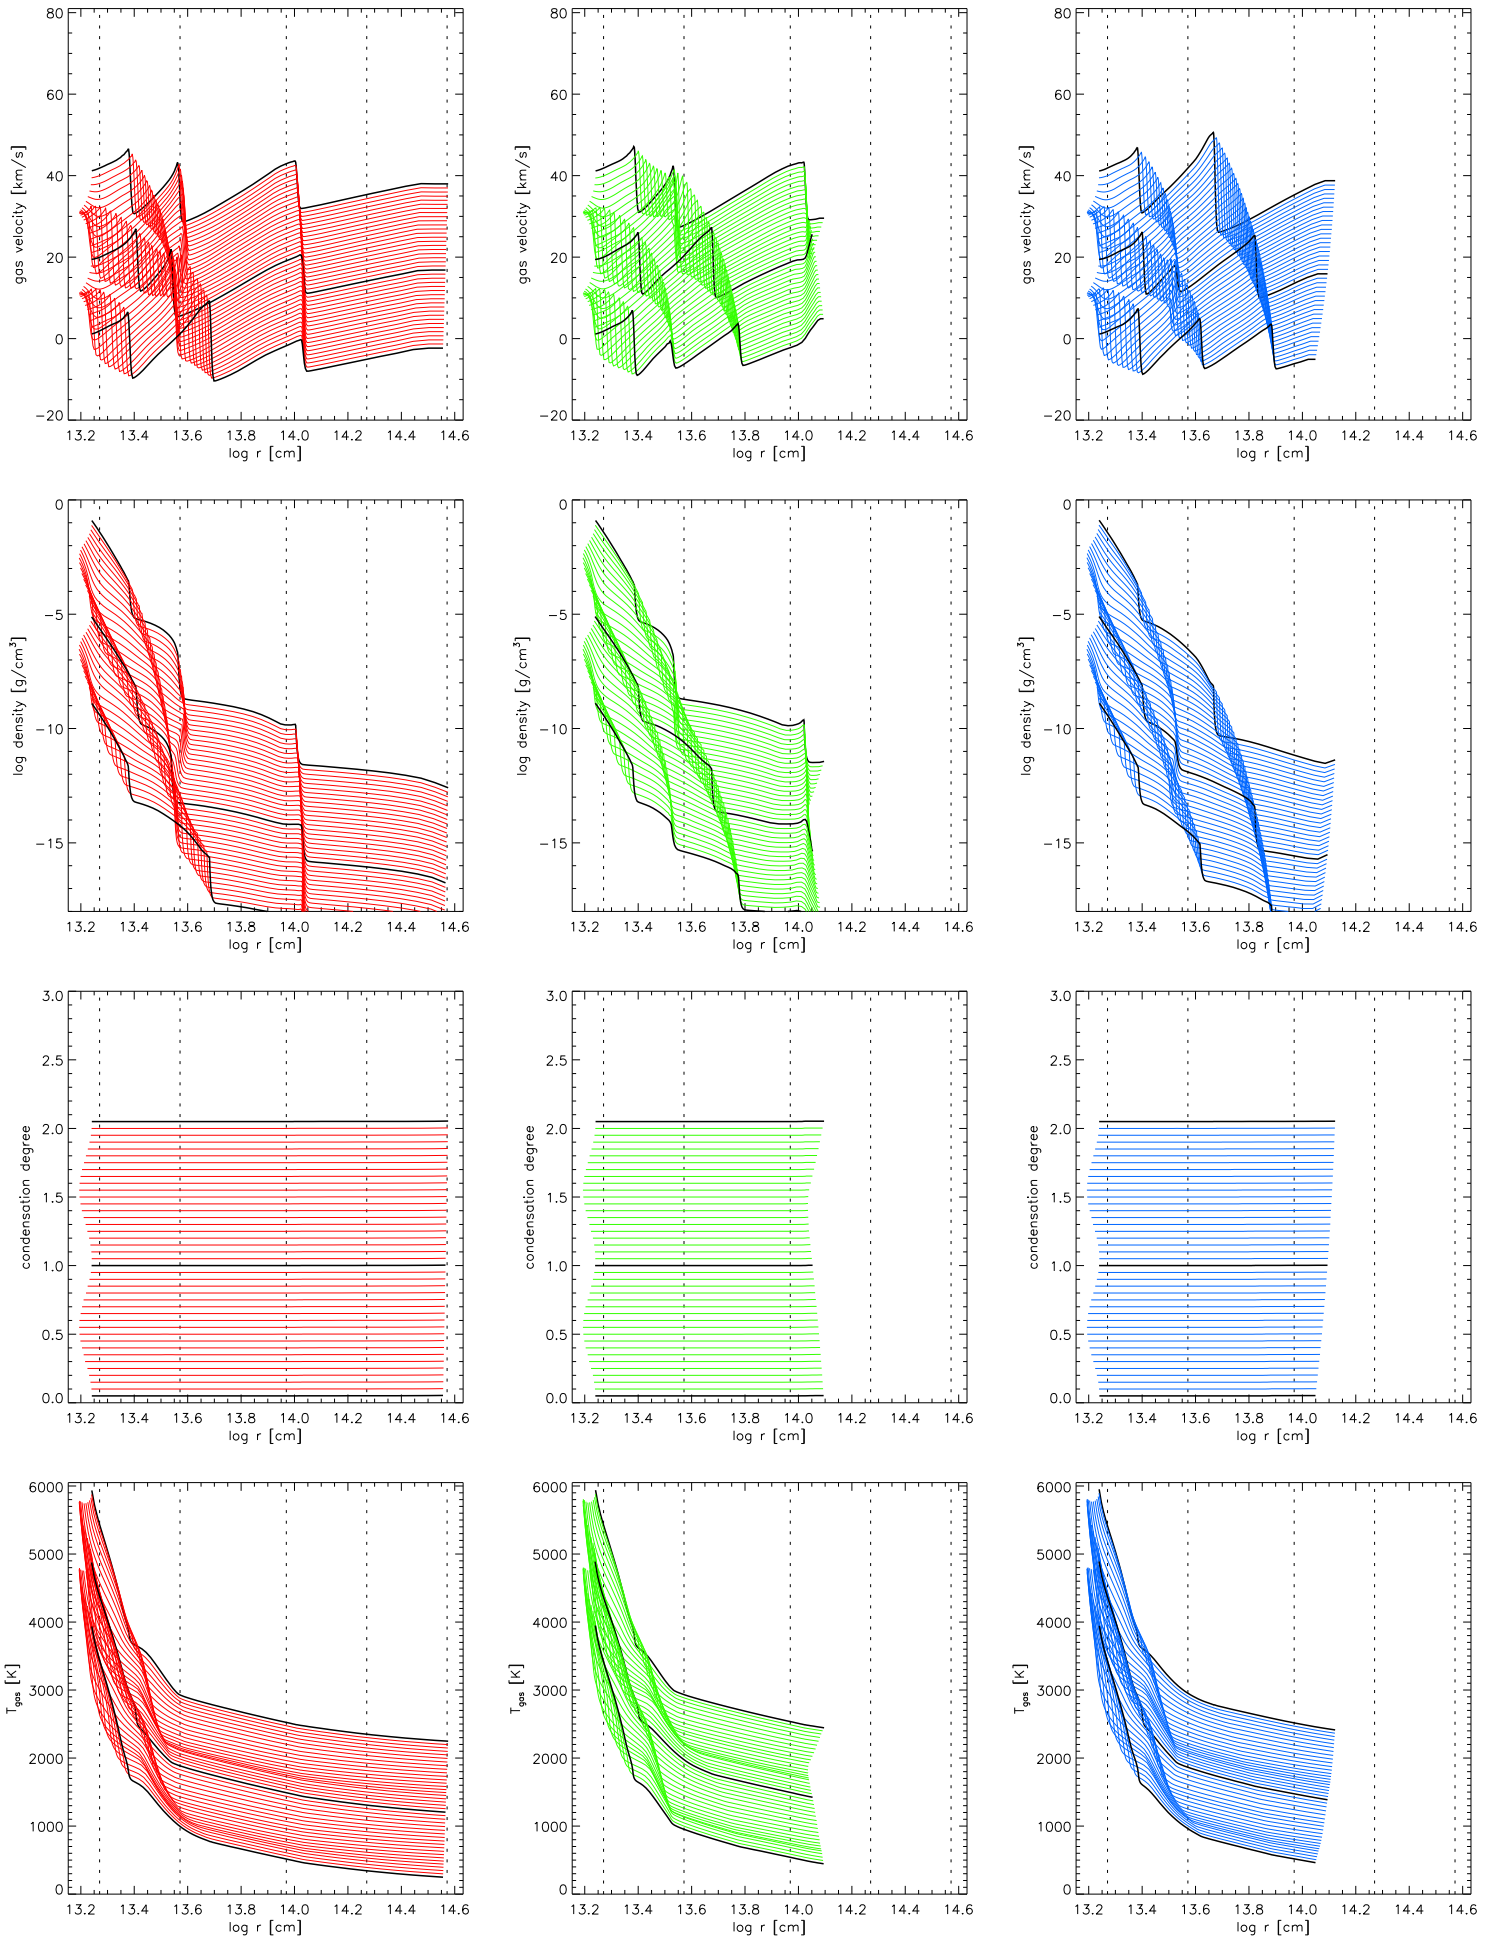 80
60
40
20
0
−20
gas velocity [km/s]
13.2 13.4 13.6 13.8 14.0 14.2 14.4 14.6
log r [cm]
80
60
40
20
0
−20
gas velocity [km/s]
13.2 13.4 13.6 13.8 14.0 14.2 14.4 14.6
log r [cm]
80
60
40
20
0
−20
gas velocity [km/s]
13.2 13.4 13.6 13.8 14.0 14.2 14.4 14.6
log r [cm]
0
−5
−10
−15
log density [g/cm³]
13.2 13.4 13.6 13.8 14.0 14.2 14.4 14.6
log r [cm]
0
−5
−10
−15
log density [g/cm³]
13.2 13.4 13.6 13.8 14.0 14.2 14.4 14.6
log r [cm]
0
−5
−10
−15
log density [g/cm³]
13.2 13.4 13.6 13.8 14.0 14.2 14.4 14.6
log r [cm]
3.0
2.5
2.0
1.5
1.0
0.5
0.0
condensation degree
13.2 13.4 13.6 13.8 14.0 14.2 14.4 14.6
log r [cm]
3.0
2.5
2.0
1.5
1.0
0.5
0.0
condensation degree
13.2 13.4 13.6 13.8 14.0 14.2 14.4 14.6
log r [cm]
3.0
2.5
2.0
1.5
1.0
0.5
0.0
condensation degree
13.2 13.4 13.6 13.8 14.0 14.2 14.4 14.6
log r [cm]
6000
5000
4000
3000
2000
1000
0
Tgas [K]
13.2 13.4 13.6 13.8 14.0 14.2 14.4 14.6
log r [cm]
6000
5000
4000
3000
2000
1000
0
Tgas [K]
13.2 13.4 13.6 13.8 14.0 14.2 14.4 14.6
log r [cm]
6000
5000
4000
3000
2000
1000
0
Tgas [K]
13.2 13.4 13.6 13.8 14.0 14.2 14.4 14.6
log r [cm]